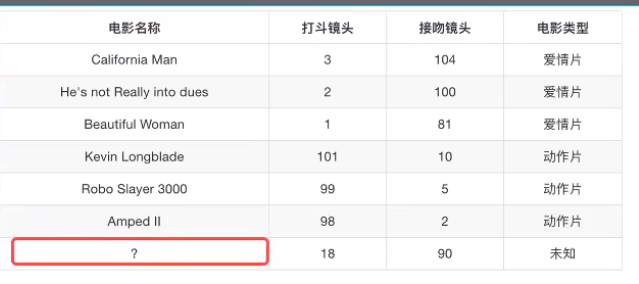 电影名称 打斗镜头 接吻镜头 电影类型
California Man 3 104 爱情片
He's not Really into dues 2 100 爱情片
Beautiful Woman 1 81 爱情片
Kevin Longblade 101 10 动作片
Robo Slayer 3000 99 5 动作片
Amped II 98 2 动作片
? 18 90 未知